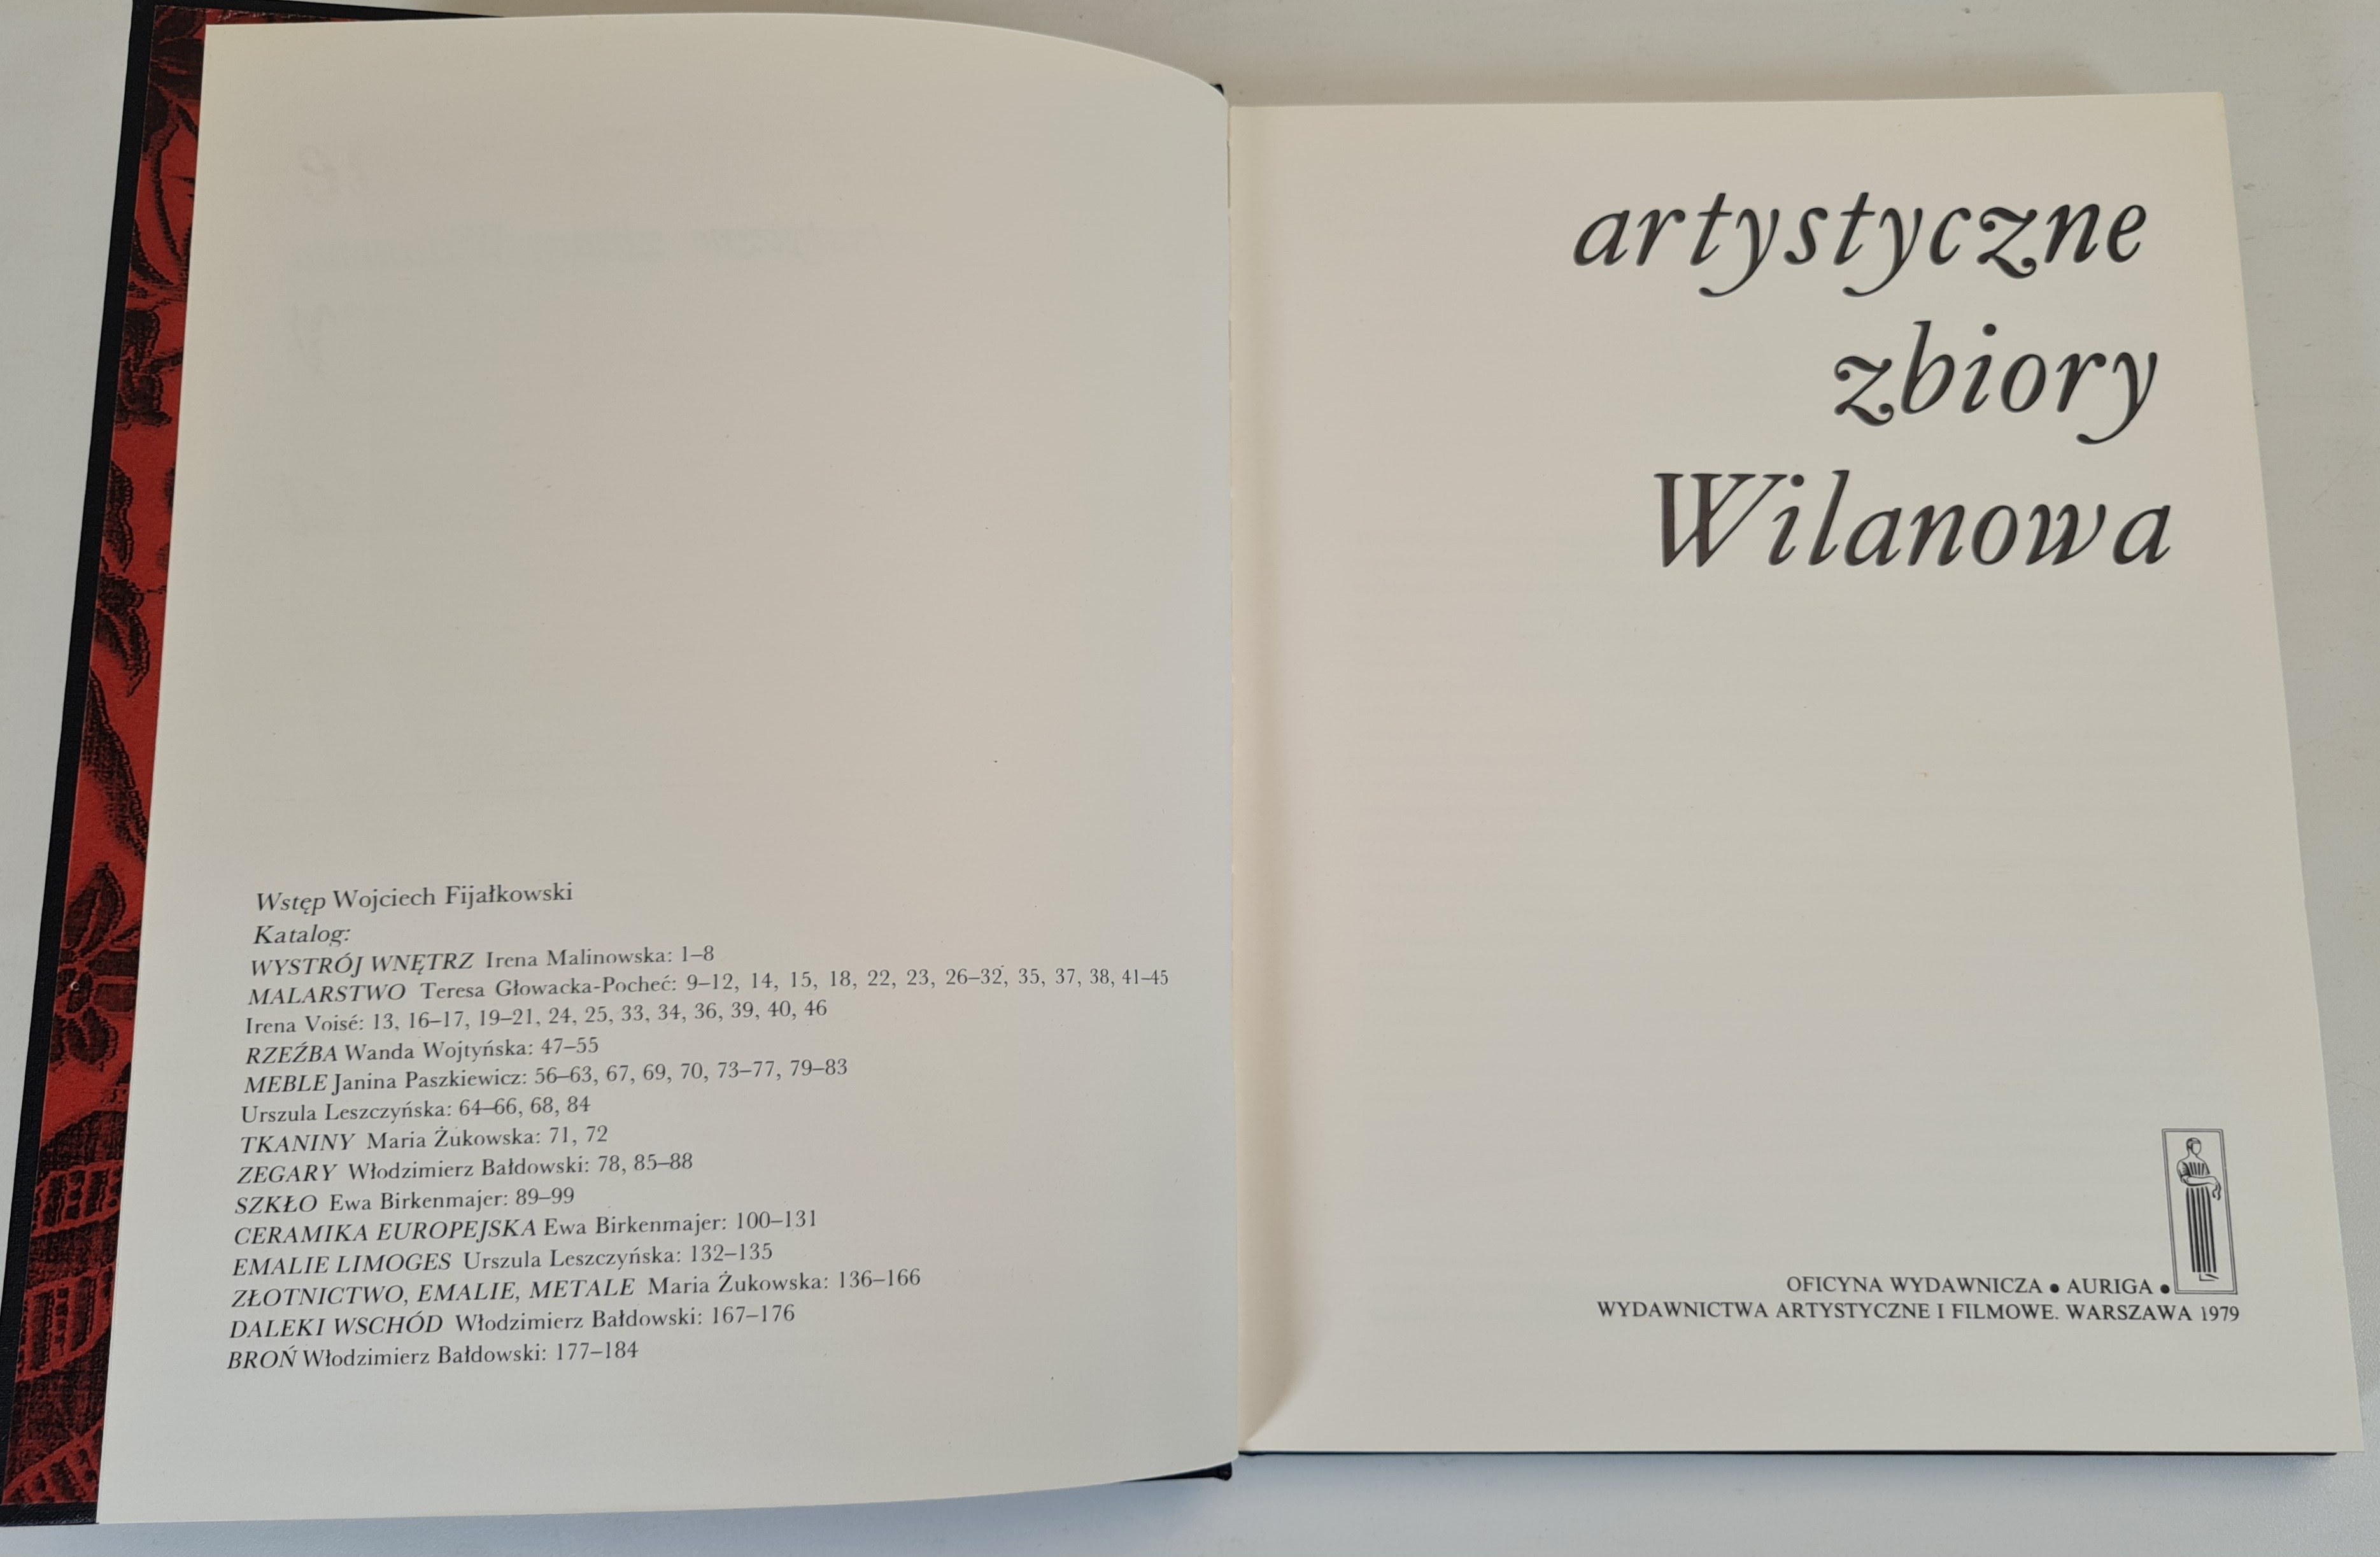 Wstęp Wojciech Fijałkowski
Katalog:
WYSTRÓJ WNĘTRZ Irena Malinowska: 1–8
MALARSTWO Teresa Głowacka-Pocheć: 9–12, 14, 15, 18, 22, 23, 26–32, 35, 37, 38, 41–45
Irena Voisé: 13, 16–17, 19–21, 24, 25, 33, 34, 36, 39, 40, 46
RZEŹBA Wanda Wojtyńska: 47–55
MEBLE Janina Paszkiewicz: 56–63, 67, 69, 70, 73–77, 79–83
Urszula Leszczyńska: 64–66, 68, 84
TKANINY Maria Żukowska: 71, 72
ZEGARY Włodzimierz Bałdowski: 78, 85–88
SZKŁO Ewa Birkenmajer: 89–99
CERAMIKA EUROPEJSKA Ewa Birkenmajer: 100–131
EMALIE LIMOGES Urszula Leszczyńska: 132–135
ZŁOTNICTWO, EMALIE, METALE Maria Żukowska: 136–166
DALEKI WSCHÓD Włodzimierz Bałdowski: 167–176
BROŃ Włodzimierz Bałdowski: 177–184
artystyczne
zbiory
Wilanowa
OFICYNA WYDAWNICZA • AURIGA •
WYDAWNICTWA ARTYSTYCZNE I FILMOWE. WARSZAWA 1979